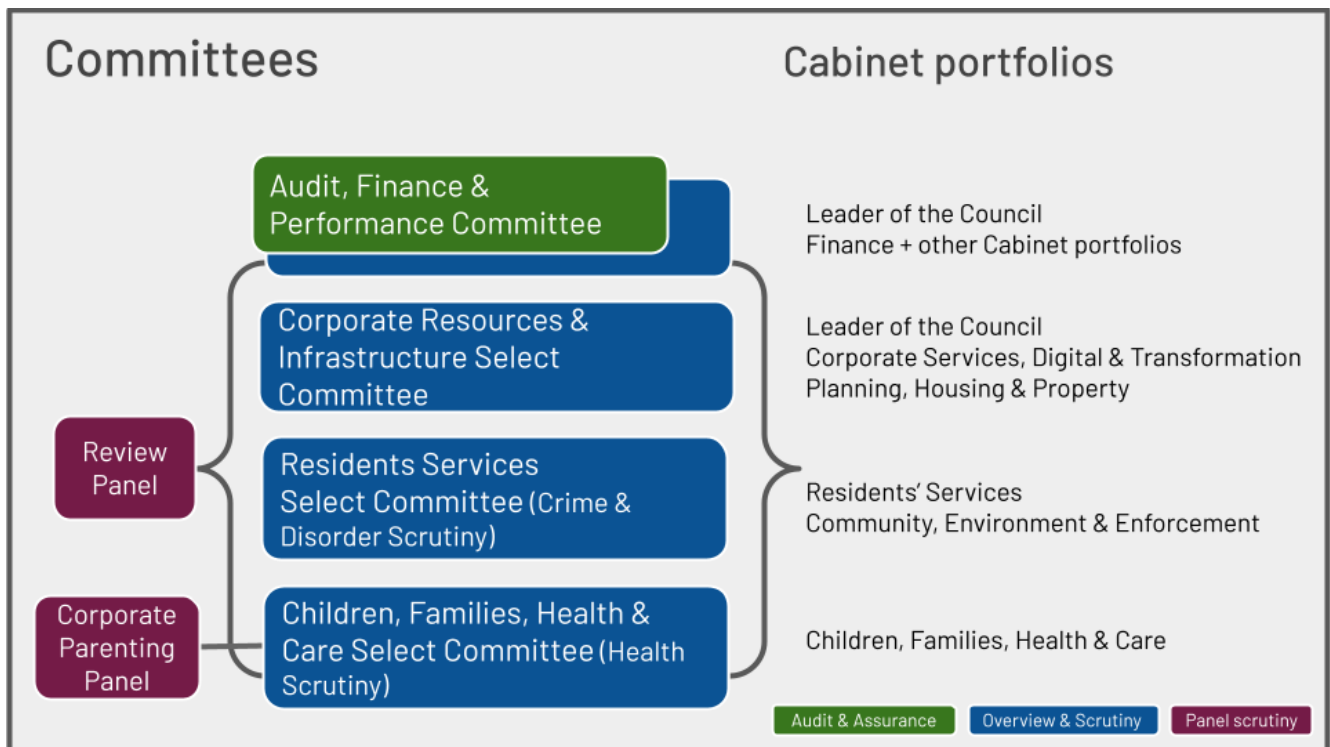 Committees
Cabinet portfolios
Audit, Finance &
Performance Committee
Leader of the Council
Finance + other Cabinet portfolios
Corporate Resources &
Infrastructure Select
Committee
Leader of the Council
Corporate Services, Digital & Transformation
Planning, Housing & Property
Review
Panel
Residents Services
Select Committee (Crime &
Disorder Scrutiny)
Residents’ Services
Community, Environment & Enforcement
Corporate
Parenting
Panel
Children, Families, Health &
Care Select Committee (Health
Scrutiny)
Children, Families, Health & Care
Audit & Assurance
Overview & Scrutiny
Panel scrutiny